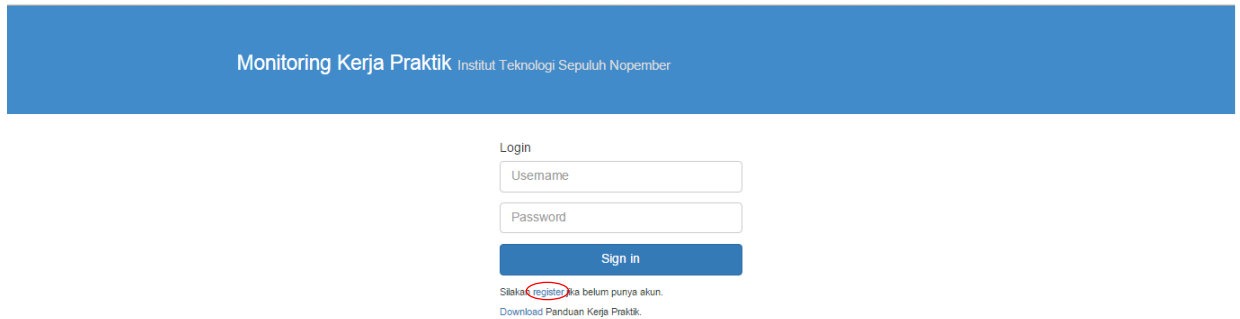 Monitoring Kerja Praktik Institut Teknologi Sepuluh Nopember
Login
Username
Password
Sign in
Silakan register jika belum punya akun.
Download Panduan Kerja Praktik.